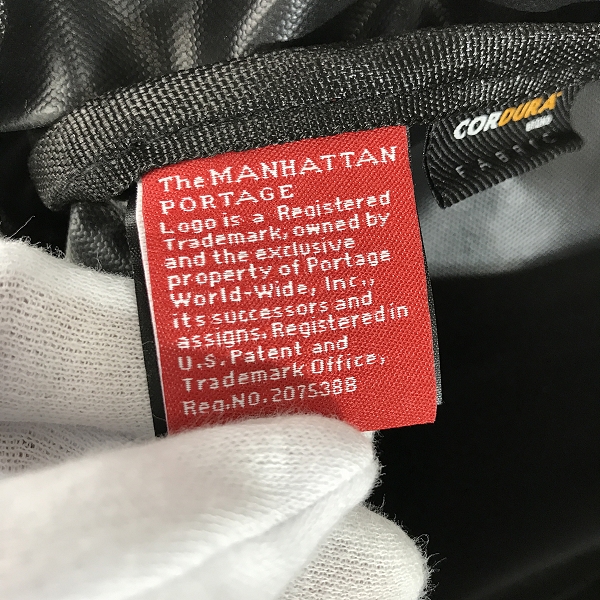 The MANHATTAN
PORTAGE
Logo is a Registered
Trademark, owned by
and the exclusive
property of Portage
World-Wide, Inc.,
its successors and
assigns. Registered in
U.S. Patent and
Trademark Office,
Reg.NO. 2075388
CORDURA
FABRIC